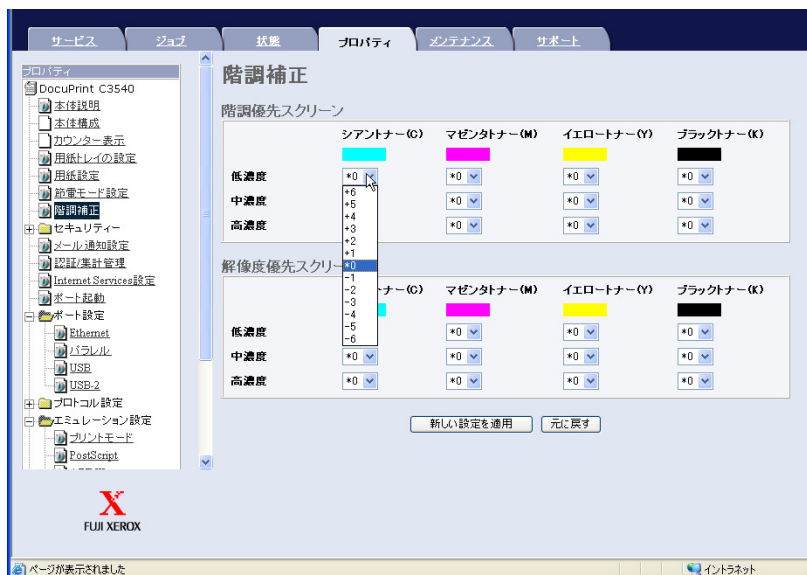 サービス ジョブ 状態 プロパティ メンテナンス サポート
プロパティ
DocuPrint C3540
本体説明
本体構成
カウンター表示
用紙トレイの設定
用紙設定
節電モード設定
階調補正
セキュリティー
メール通知設定
認証/集計管理
Internet Services設定
ポート起動
ポート設定
Ethernet
パラレル
USB
USB-2
プロトコル設定
エミュレーション設定
プリントモード
PostScript
FUJI XEROX
階調補正
階調優先スクリーン
シアントナー(C) マゼンタトナー(M) イエロートナー(Y) ブラックトナー(K)
低濃度 *0 *0 *0 *0
中濃度 *0 *0 *0
高濃度 *0 *0 *0
+6
+5
+4
+3
+2
+1
*0
-1
-2
-3
-4
-5
-6
解像度優先スクリー
トナー(C) マゼンタトナー(M) イエロートナー(Y) ブラックトナー(K)
低濃度 *0 *0 *0
中濃度 *0 *0 *0 *0
高濃度 *0 *0 *0 *0
新しい設定を適用 元に戻す
ページが表示されました イントラネット